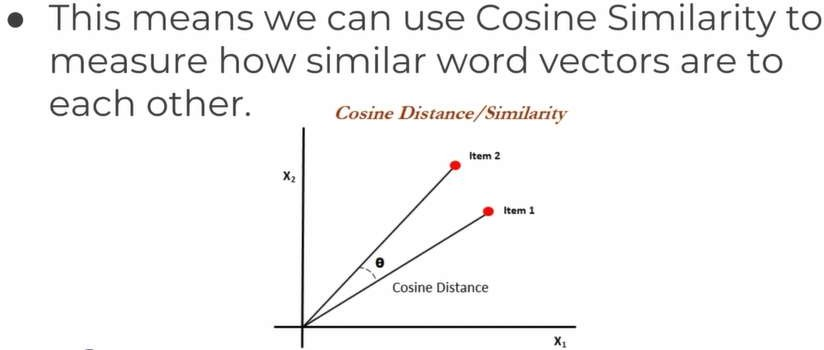 ● This means we can use Cosine Similarity to
measure how similar word vectors are to
each other.
Cosine Distance/Similarity
Item 2
X₂
Item 1
θ
Cosine Distance
X₁